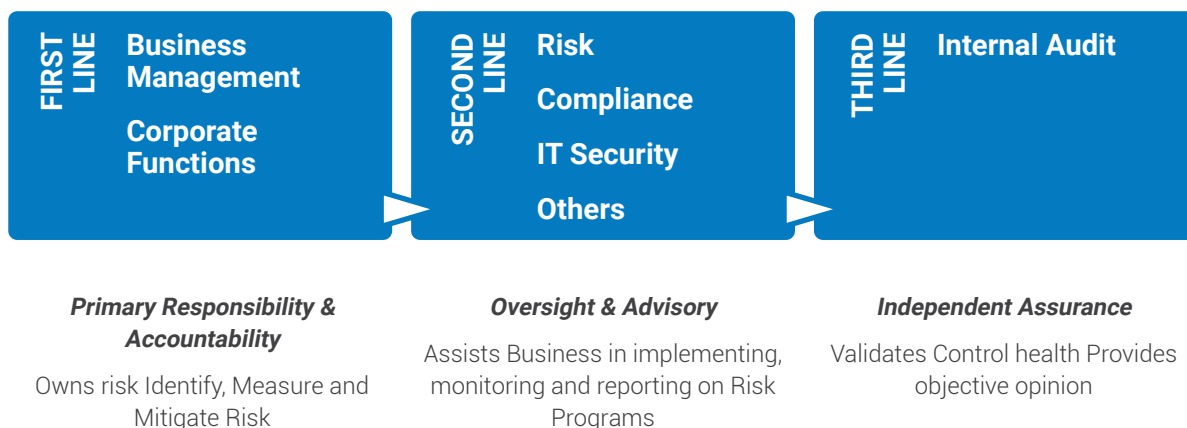 FIRST
LINE
Business
Management
Corporate
Functions
SECOND
LINE
Risk
Compliance
IT Security
Others
THIRD
LINE
Internal Audit
Primary Responsibility &
Accountability
Owns risk Identify, Measure and
Mitigate Risk
Oversight & Advisory
Assists Business in implementing,
monitoring and reporting on Risk
Programs
Independent Assurance
Validates Control health Provides
objective opinion